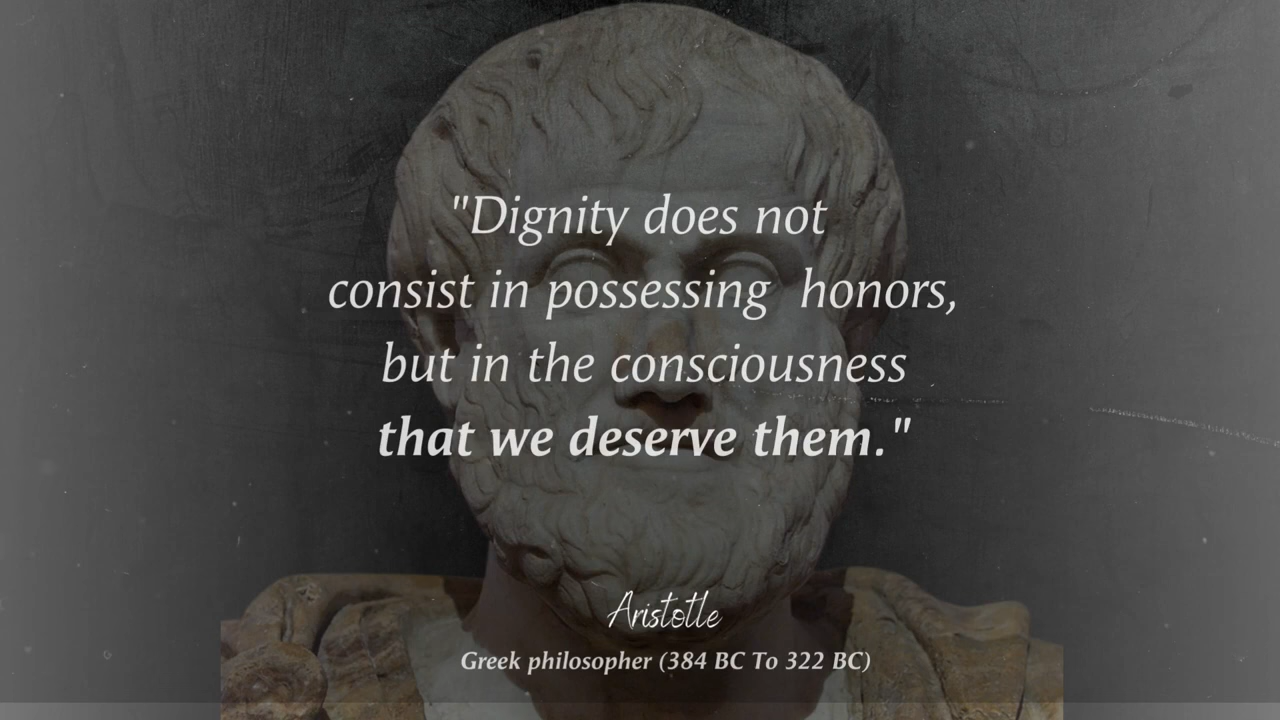 "Dignity does not
consist in possessing  honors,
but in the consciousness
that we deserve them."
Aristotle
Greek philosopher (384 BC To 322 BC)